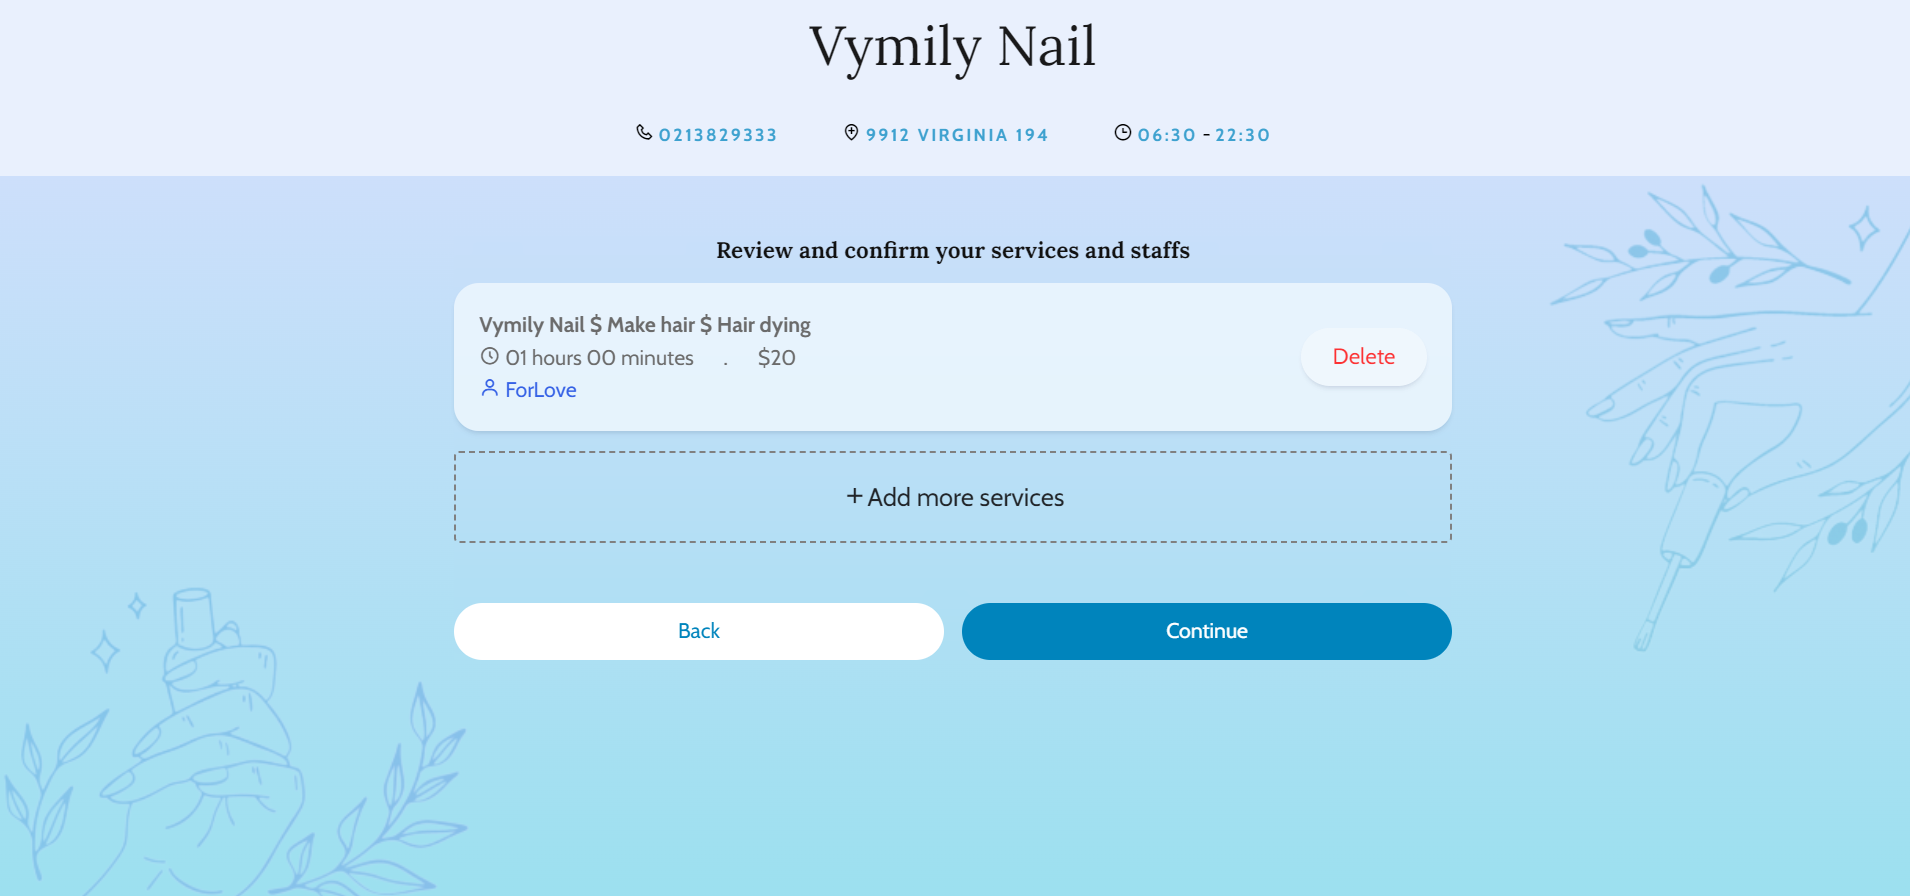 Vymily Nail
0213829333 9912 VIRGINIA 194 06:30 - 22:30
Review and confirm your services and staffs
Vymily Nail $ Make hair $ Hair dying
01 hours 00 minutes . $20
ForLove
Delete
+ Add more services
Back Continue